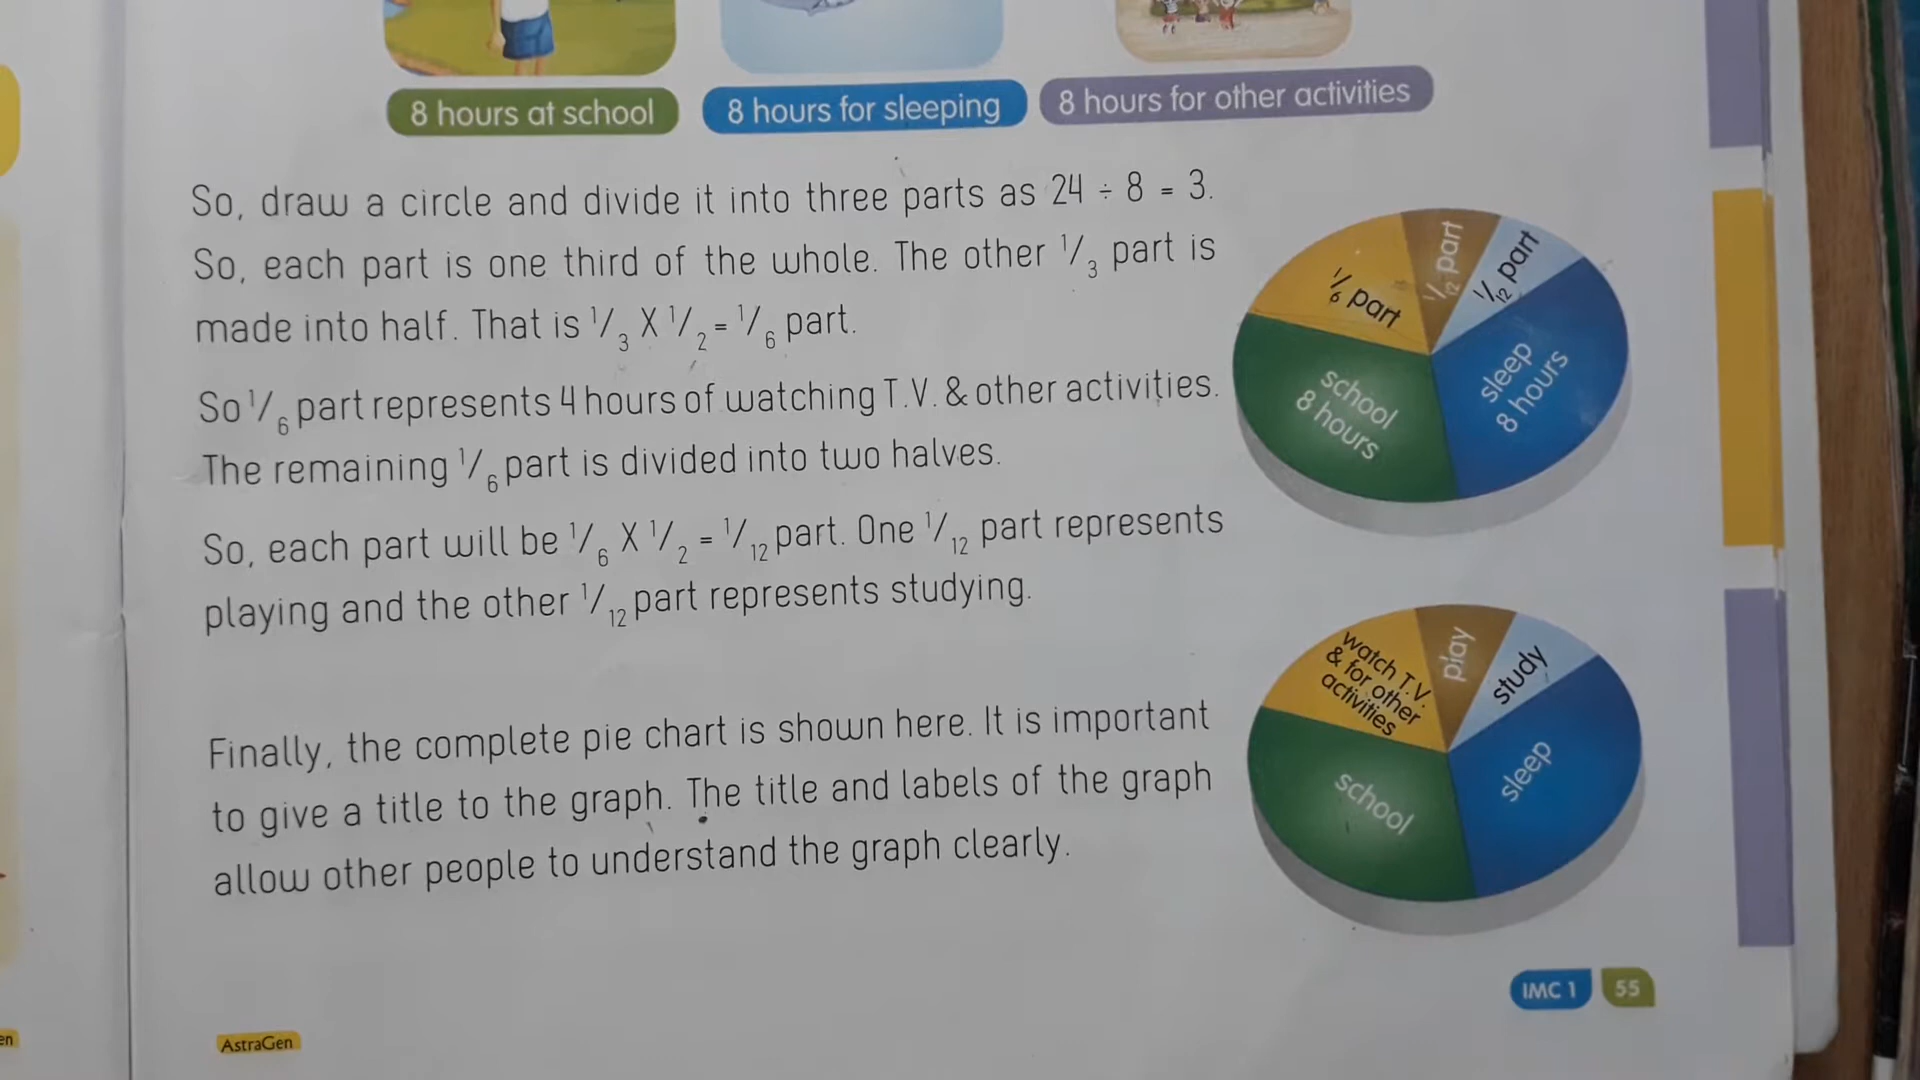 8 hours at school
8 hours for sleeping
8 hours for other activities
So, draw a circle and divide it into three parts as 24 ÷ 8 = 3.
So, each part is one third of the whole. The other 1/3 part is
made into half. That is 1/3 X 1/2 = 1/6 part.
So 1/6 part represents 4 hours of watching T.V. & other activities.
The remaining 1/6 part is divided into two halves.
So, each part will be 1/6 X 1/2 = 1/12 part. One 1/12 part represents
playing and the other 1/12 part represents studying.
1/6 part
1/12 part
1/12 part
school
8 hours
sleep
8 hours
Finally, the complete pie chart is shown here. It is important
to give a title to the graph. The title and labels of the graph
allow other people to understand the graph clearly.
watch T.V.
& for other
activities
play
study
school
sleep
IMC 1
55
AstraGen
en